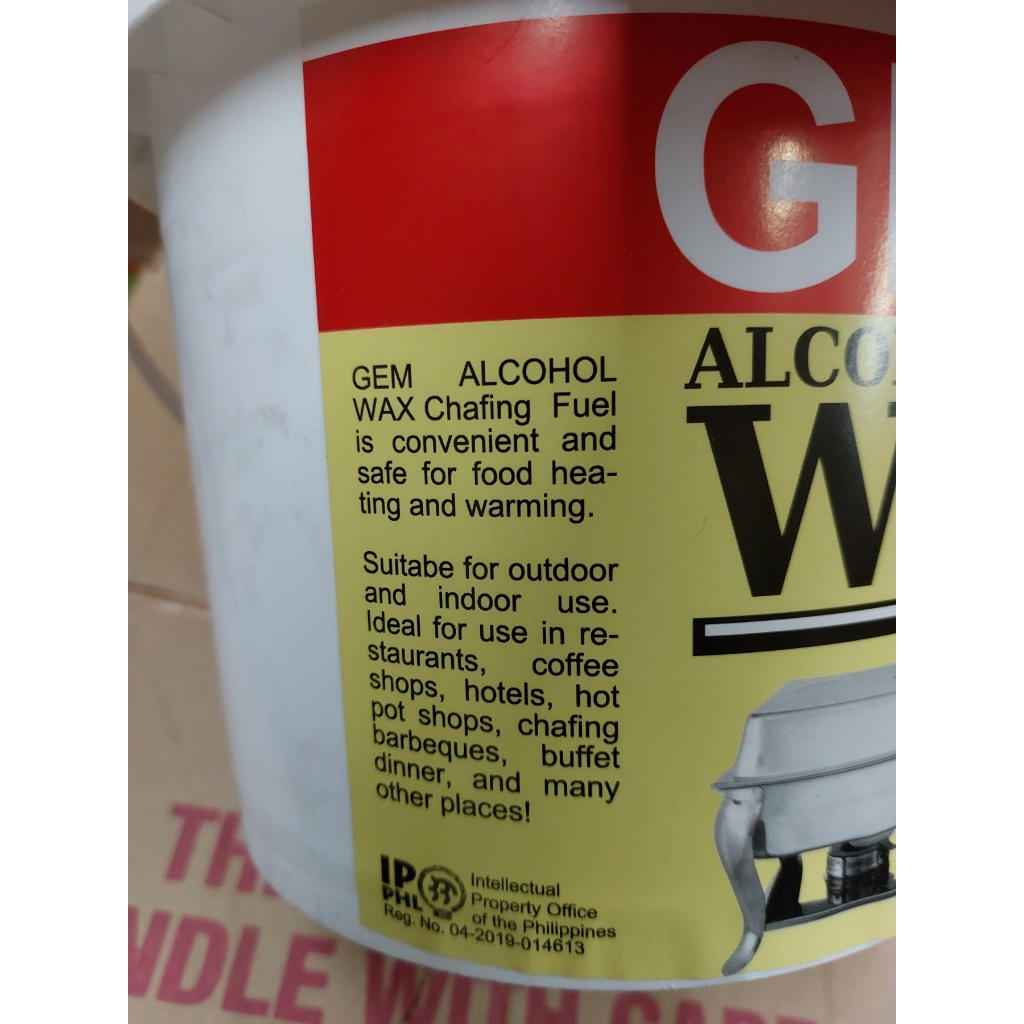 G
ALCO
W
GEM ALCOHOL
WAX Chafing Fuel
is convenient and
safe for food hea-
ting and warming.
Suitabe for outdoor
and indoor use.
Ideal for use in re-
staurants, coffee
shops, hotels, hot
pot shops, chafing
barbeques, buffet
dinner, and many
other places!
IP
PHL
Intellectual
Property Office
of the Philippines
Reg. No. 04-2019-014613
TH
NDLE WITH CARE